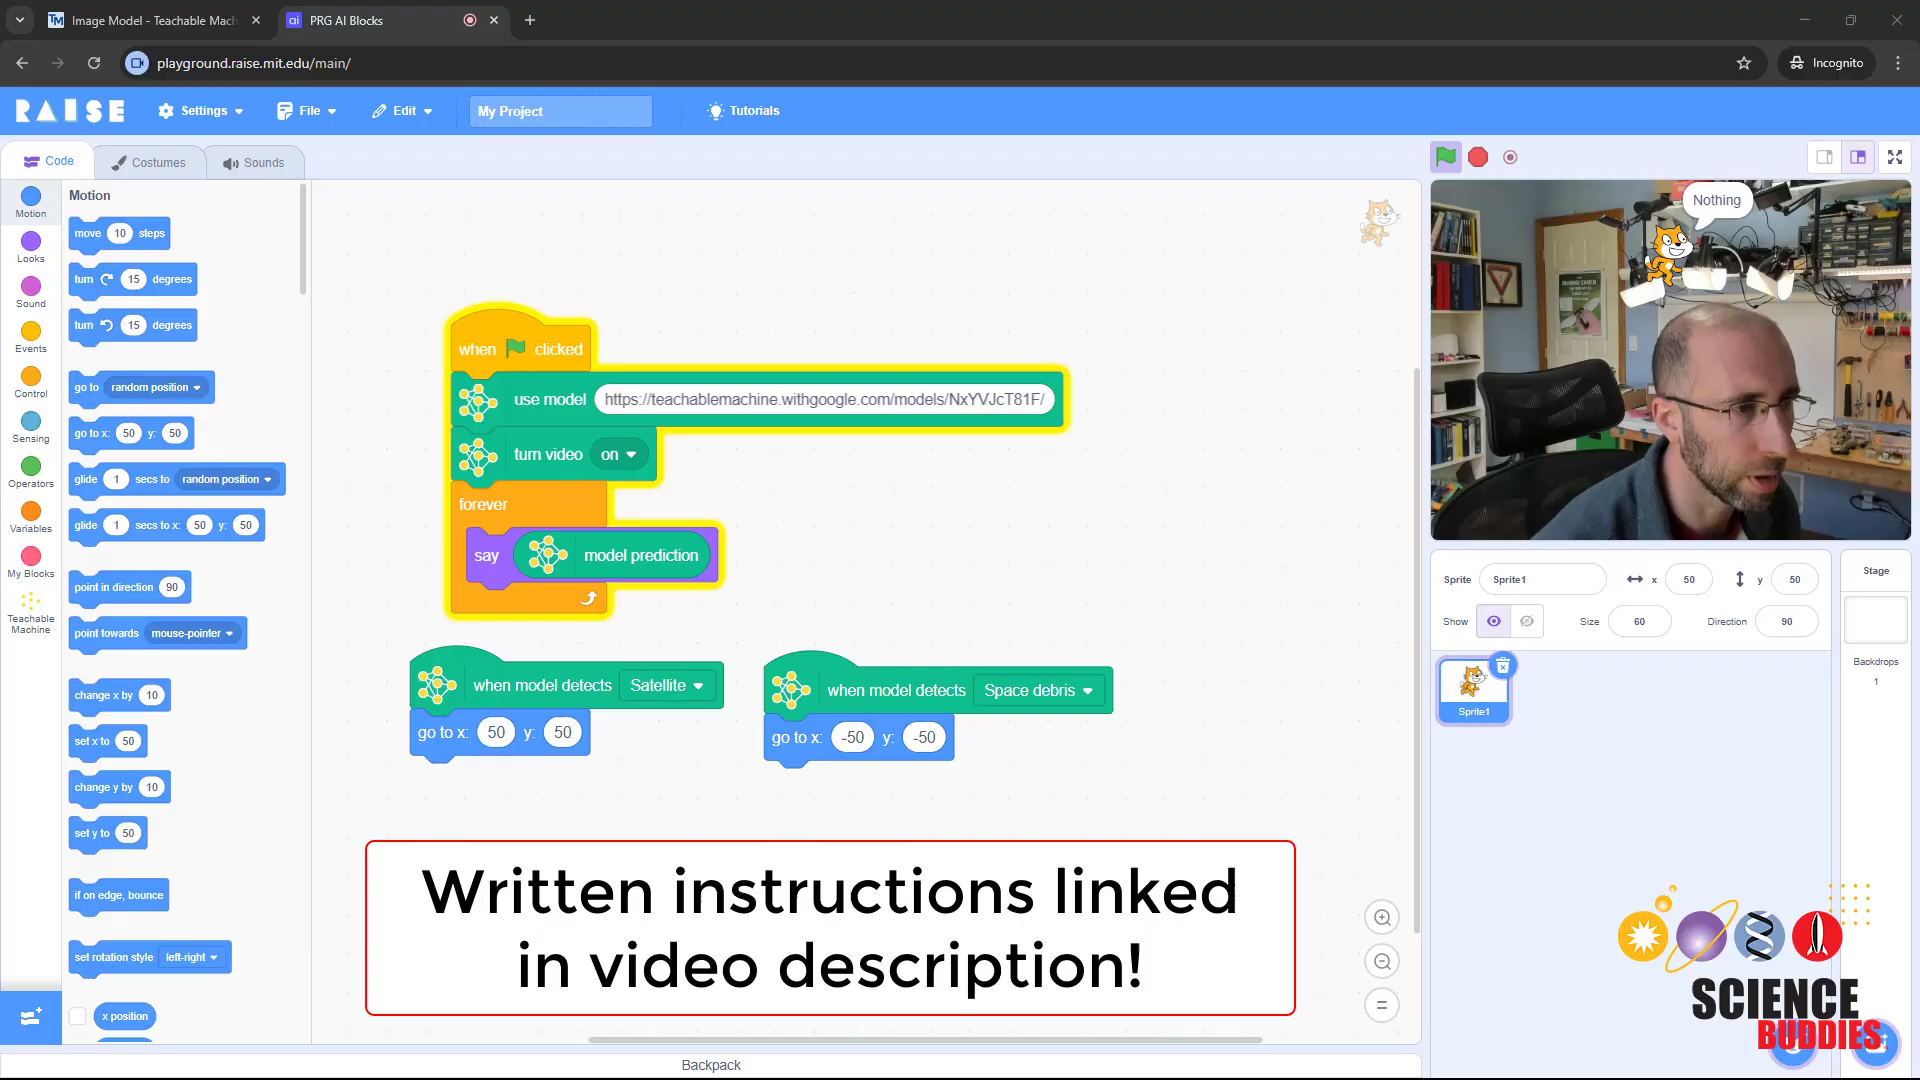 Image Model - Teachable Mach
PRG AI Blocks
playground.raise.mit.edu/main/
Incognito
RAISE
Settings
File
Edit
My Project
Tutorials
Code
Costumes
Sounds
Motion
Looks
Sound
Events
Control
Sensing
Operators
Variables
My Blocks
Teachable
Machine
Motion
move 10 steps
turn 15 degrees
turn 15 degrees
go to random position
go to x: 50 y: 50
glide 1 secs to random position
glide 1 secs to x: 50 y: 50
point in direction 90
point towards mouse-pointer
change x by 10
set x to 50
change y by 10
set y to 50
if on edge, bounce
set rotation style left-right
x position
when clicked
use model https://teachablemachine.withgoogle.com/models/NxYVJcT81F/
turn video on
forever
say model prediction
when model detects Satellite
go to x: 50 y: 50
when model detects Space debris
go to x: -50 y: -50
Written instructions linked
in video description!
Backpack
Nothing
Sprite Sprite1 x 50 y 50
Show Size 60 Direction 90
Sprite1
Stage
Backdrops
1
SCIENCE
BUDDIES